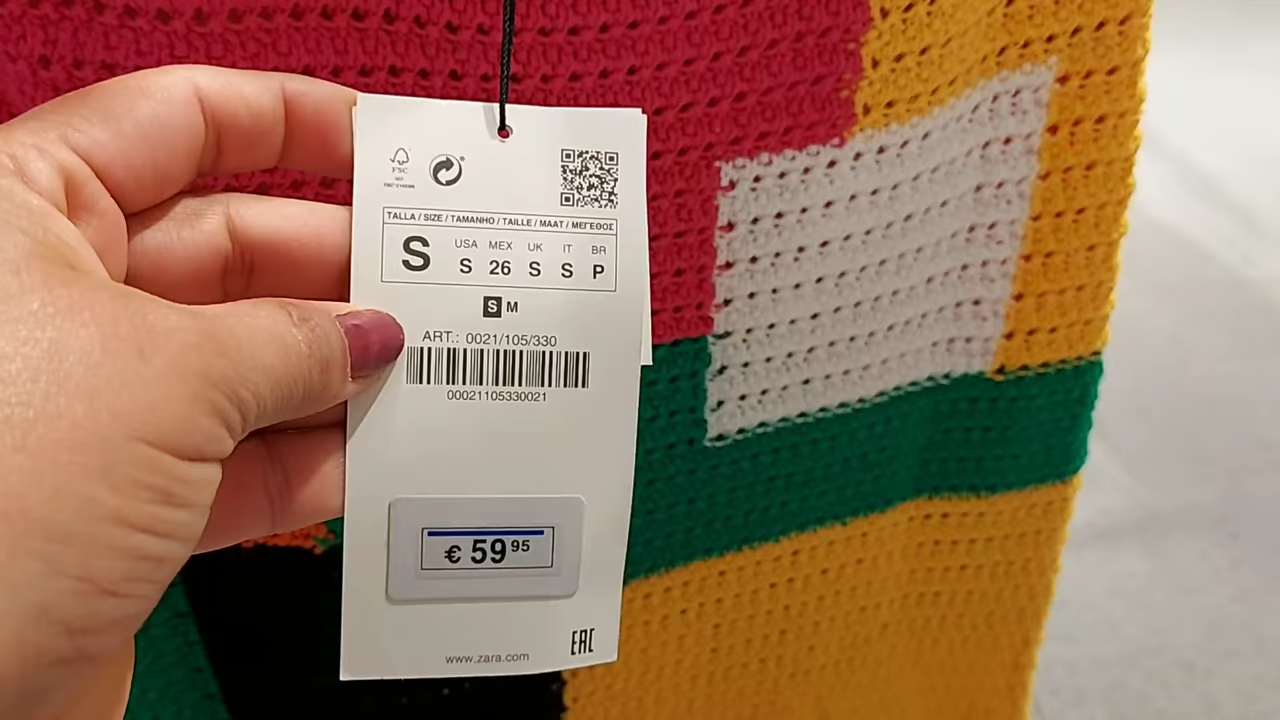 FSC
TALLA / SIZE / TAMANHO / TAILLE / MAAT / ΜΕΓΕΘΟΣ
S
USA MEX UK IT BR
S 26 S S P
S M
ART.: 0021/105/330
00021105330021
€ 59 95
www.zara.com
EAC